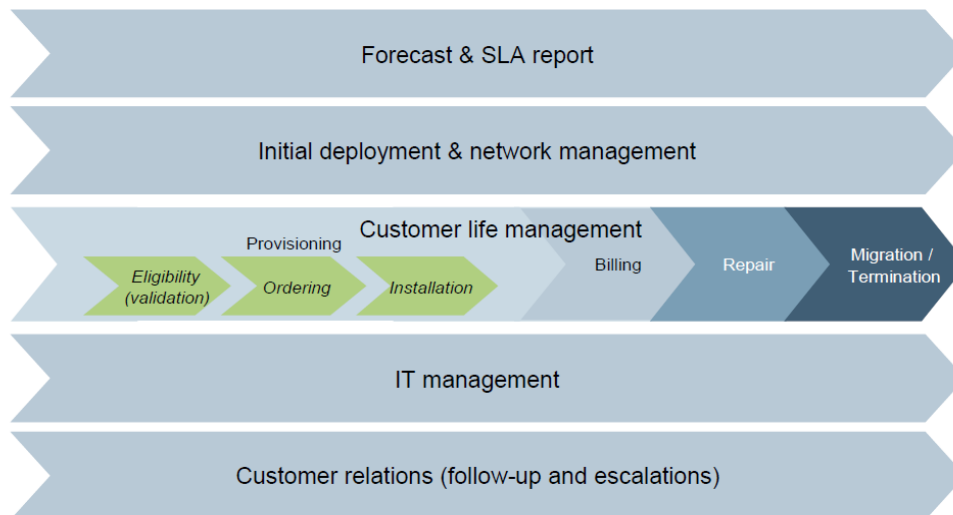 Forecast & SLA report
Initial deployment & network management
Customer life management
Provisioning
Eligibility
(validation)
Ordering
Installation
Billing
Repair
Migration /
Termination
IT management
Customer relations (follow-up and escalations)